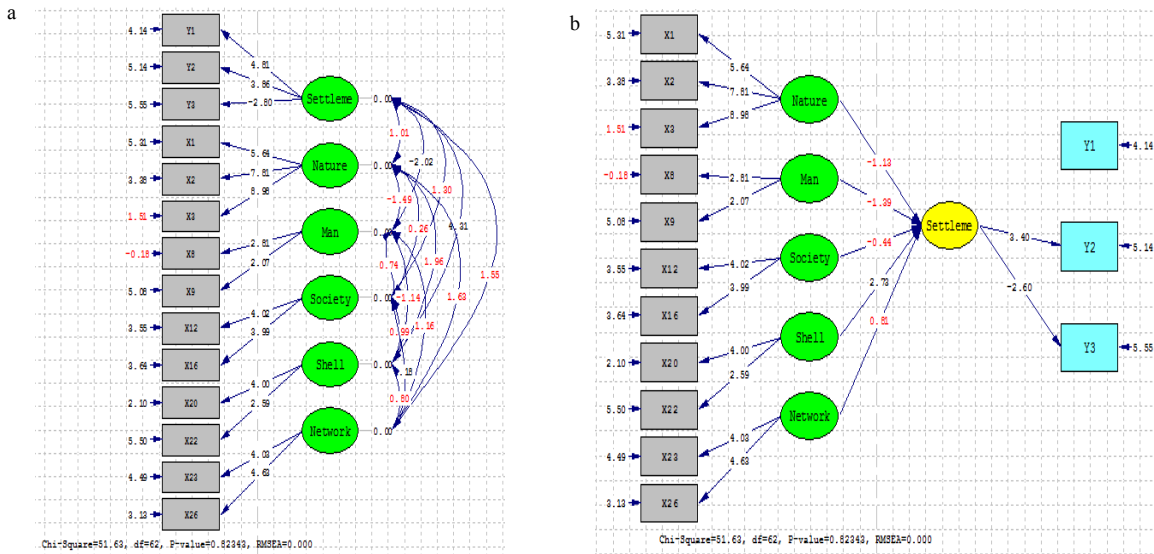 a
4.14
Y1
5.14
Y2
5.55
Y3
5.31
X1
3.38
X2
1.51
X3
-0.18
X8
5.08
X9
3.55
X12
3.64
X16
2.10
X20
5.50
X22
4.49
X23
3.13
X26
4.81
3.86
-2.80
5.64
7.81
8.98
2.81
2.07
4.02
3.99
4.00
2.59
4.03
4.63
Settleme
Nature
Man
Society
Shell
Network
0.00
0.00
0.00
0.00
0.00
0.00
1.01
-2.02
1.30
4.31
1.55
-1.49
0.26
1.96
1.63
0.74
-1.14
1.16
0.99
0.80
Chi-Square=51.63, df=62, P-value=0.82343, RMSEA=0.000
b
5.31
X1
3.38
X2
1.51
X3
-0.18
X8
5.08
X9
3.55
X12
3.64
X16
2.10
X20
5.50
X22
4.49
X23
3.13
X26
5.64
7.81
8.98
2.81
2.07
4.02
3.99
4.00
2.59
4.03
4.63
Nature
Man
Society
Shell
Network
-1.13
-1.39
-0.44
2.73
0.81
Settleme
3.40
-2.60
Y1
4.14
Y2
5.14
Y3
5.55
Chi-Square=51.63, df=62, P-value=0.82343, RMSEA=0.000